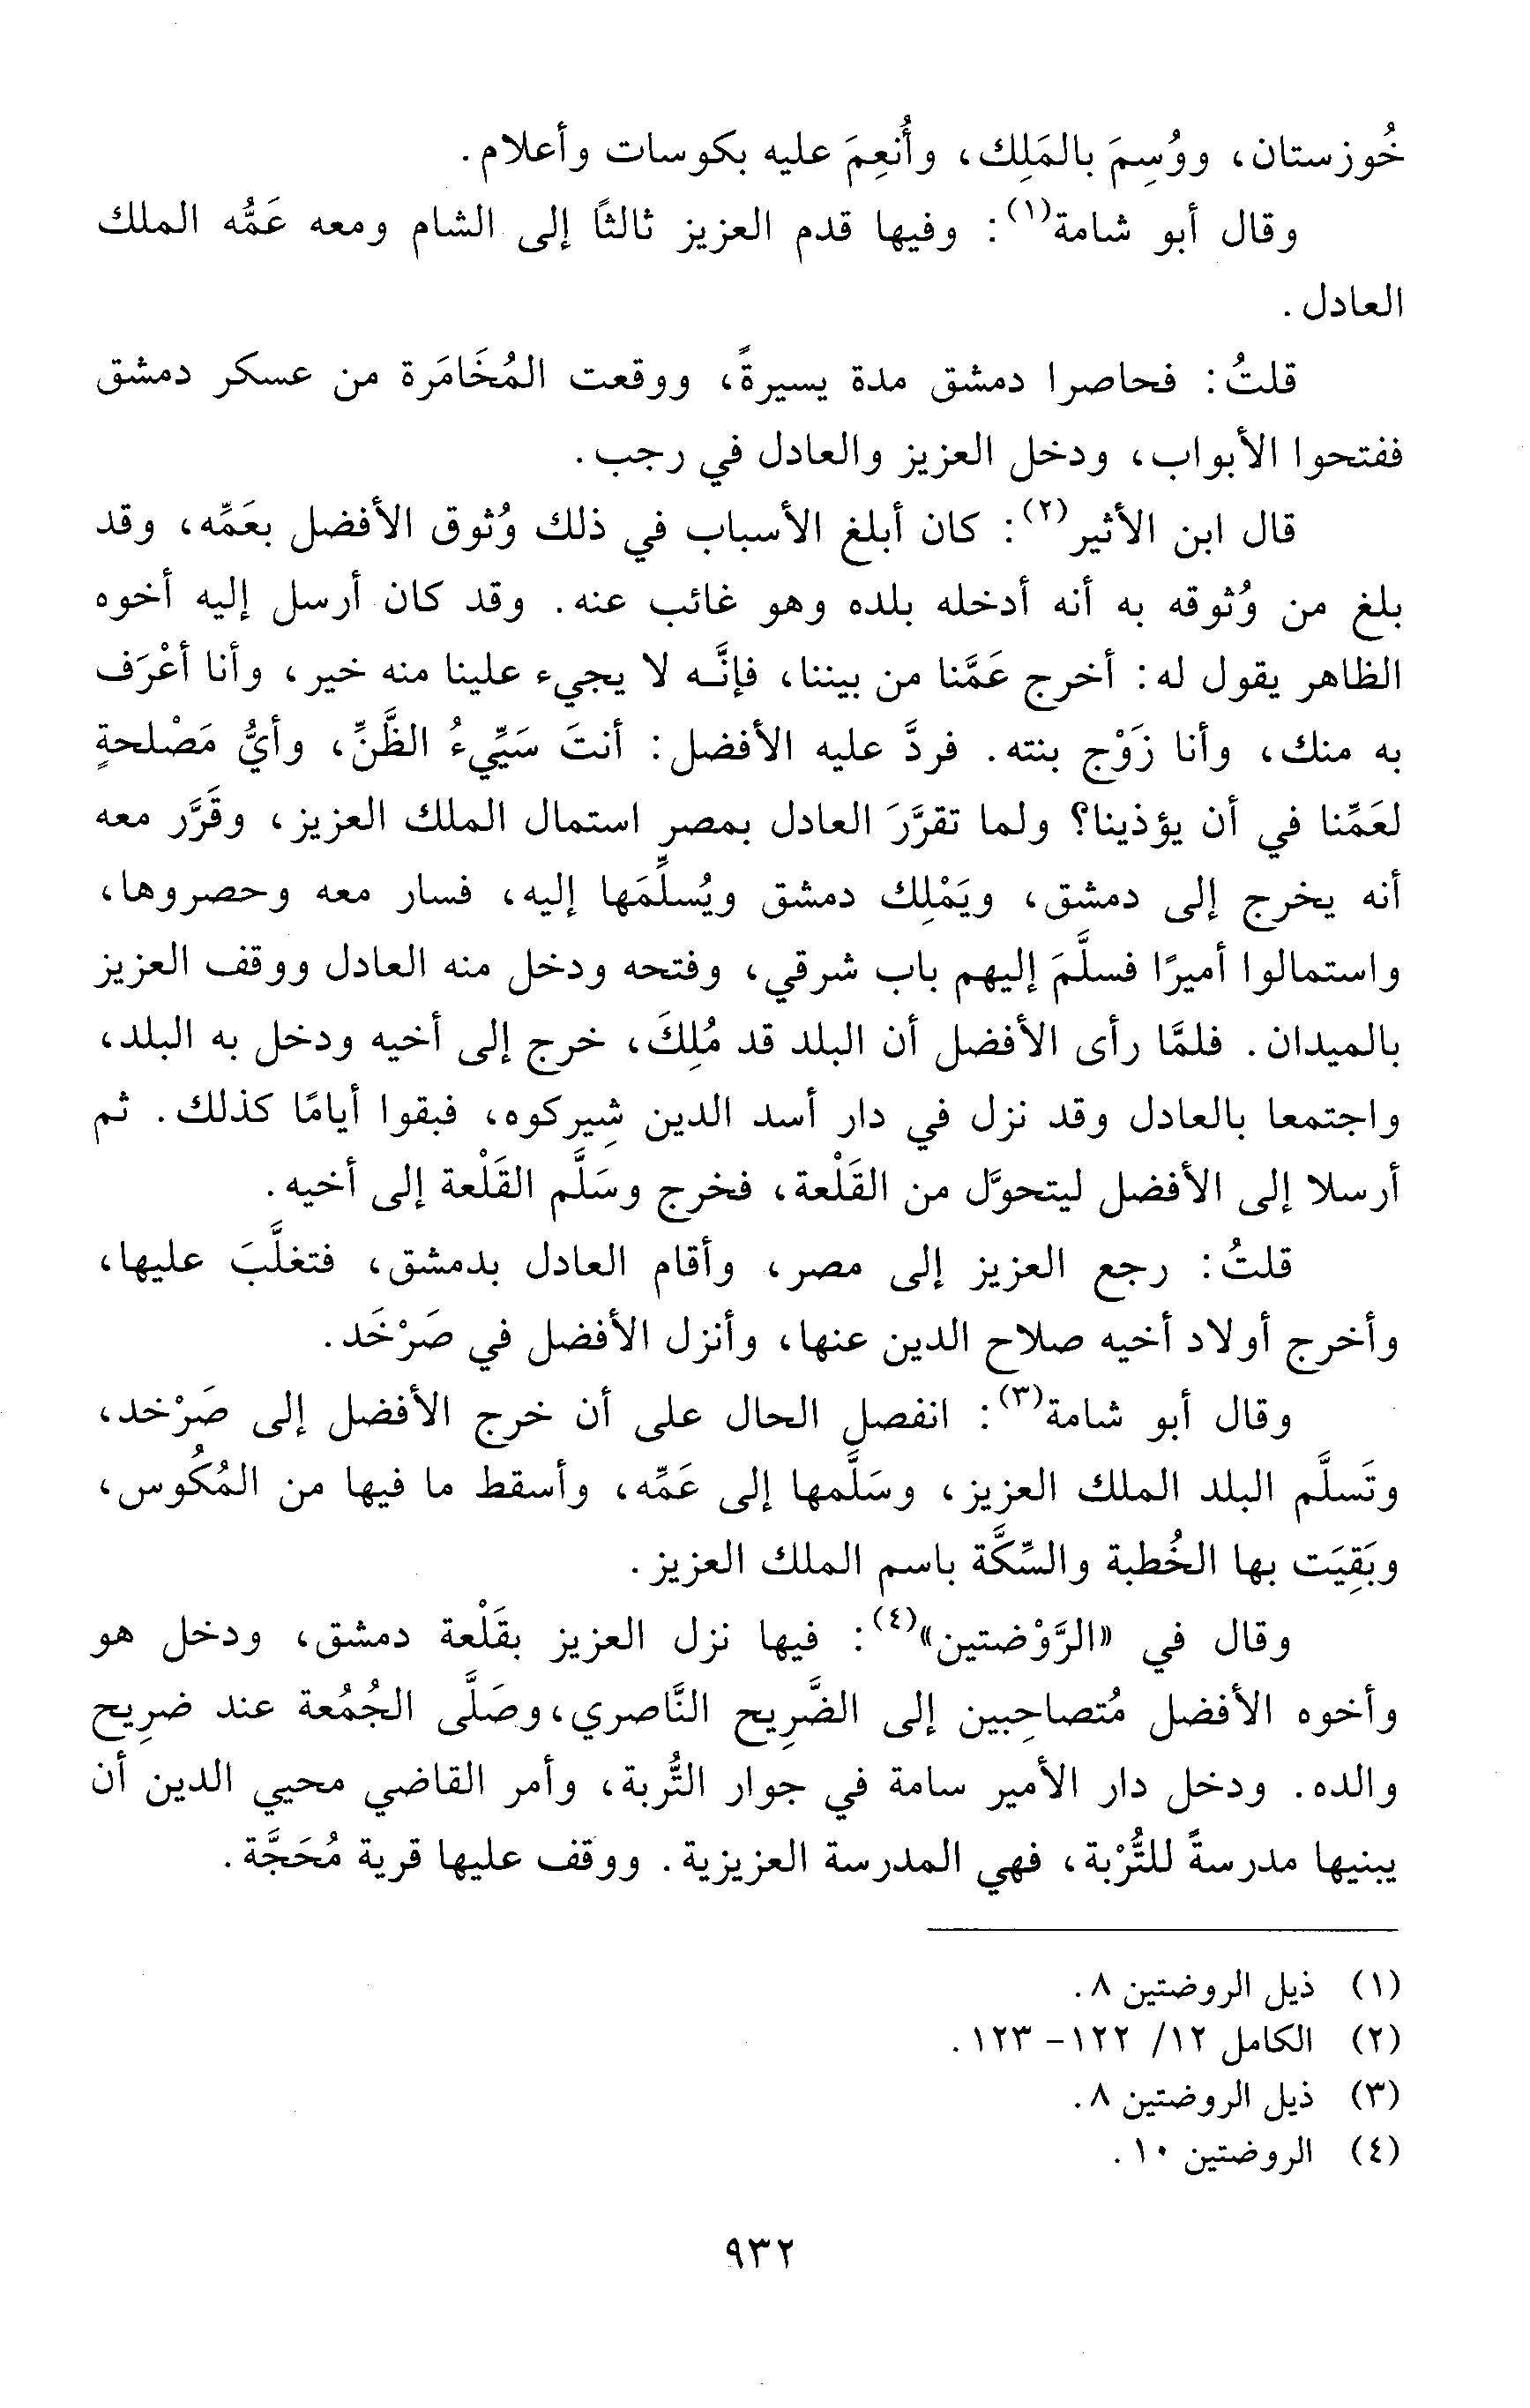 خُوزستان، ووُسِمَ بالمَلِك، وأُنعِمَ عليه بكوسات وأعلام.
وقال أبو شامة(١): وفيها قدم العزيز ثالثًا إلى الشام ومعه عَمُّه الملك
العادل.
قلتُ: فحاصرا دمشق مدة يسيرةً، ووقعت المُخَامَرة من عسكر دمشق
ففتحوا الأبواب، ودخل العزيز والعادل في رجب.
قال ابن الأثير(٢): كان أبلغ الأسباب في ذلك وُثوق الأفضل بعَمِّه، وقد
بلغ من وُثوقه به أنه أدخله بلده وهو غائب عنه. وقد كان أرسل إليه أخوه
الظاهر يقول له: أخرج عَمَّنا من بيننا، فإنَّه لا يجيء علينا منه خير، وأنا أعْرَف
به منك، وأنا زَوْج بنته. فردَّ عليه الأفضل: أنتَ سَيِّيءُ الظَّنِّ، وأيُّ مَصْلحةٍ
لعَمِّنا في أن يؤذينا؟ ولما تقرَّرَ العادل بمصر استمال الملك العزيز، وقَرَّر معه
أنه يخرج إلى دمشق، ويَمْلِك دمشق ويُسلِّمَها إليه، فسار معه وحصروها،
واستمالوا أميرًا فسلَّمَ إليهم باب شرقي، وفتحه ودخل منه العادل ووقف العزيز
بالميدان. فلمَّا رأى الأفضل أن البلد قد مُلِكَ، خرج إلى أخيه ودخل به البلد،
واجتمعا بالعادل وقد نزل في دار أسد الدين شِيركوه، فبقوا أيامًا كذلك. ثم
أرسلا إلى الأفضل ليتحوَّل من القَلْعة، فخرج وسَلَّم القَلْعة إلى أخيه.
قلتُ: رجع العزيز إلى مصر، وأقام العادل بدمشق، فتغلَّبَ عليها،
وأخرج أولاد أخيه صلاح الدين عنها، وأنزل الأفضل في صَرْخَد.
وقال أبو شامة(٣): انفصل الحال على أن خرج الأفضل إلى صَرْخد،
وتَسلَّم البلد الملك العزيز، وسَلَّمها إلى عَمِّه، وأسقط ما فيها من المُكُوس،
وبَقِيَت بها الخُطبة والسِّكَّة باسم الملك العزيز.
وقال في «الرَّوْضتين»(٤): فيها نزل العزيز بقَلْعة دمشق، ودخل هو
وأخوه الأفضل مُتصاحِبين إلى الضَّرِيح النَّاصري، وصَلَّى الجُمُعة عند ضرِيح
والده. ودخل دار الأمير سامة في جوار التُّربة، وأمر القاضي محيي الدين أن
يبنيها مدرسةً للتُّرْبة، فهي المدرسة العزيزية. ووقف عليها قرية مُحَجَّة.
(١) ذيل الروضتين ٨.
(٢) الكامل ١٢/ ١٢٢- ١٢٣.
(٣) ذيل الروضتين ٨.
(٤) الروضتين ١٠.
٩٣٢